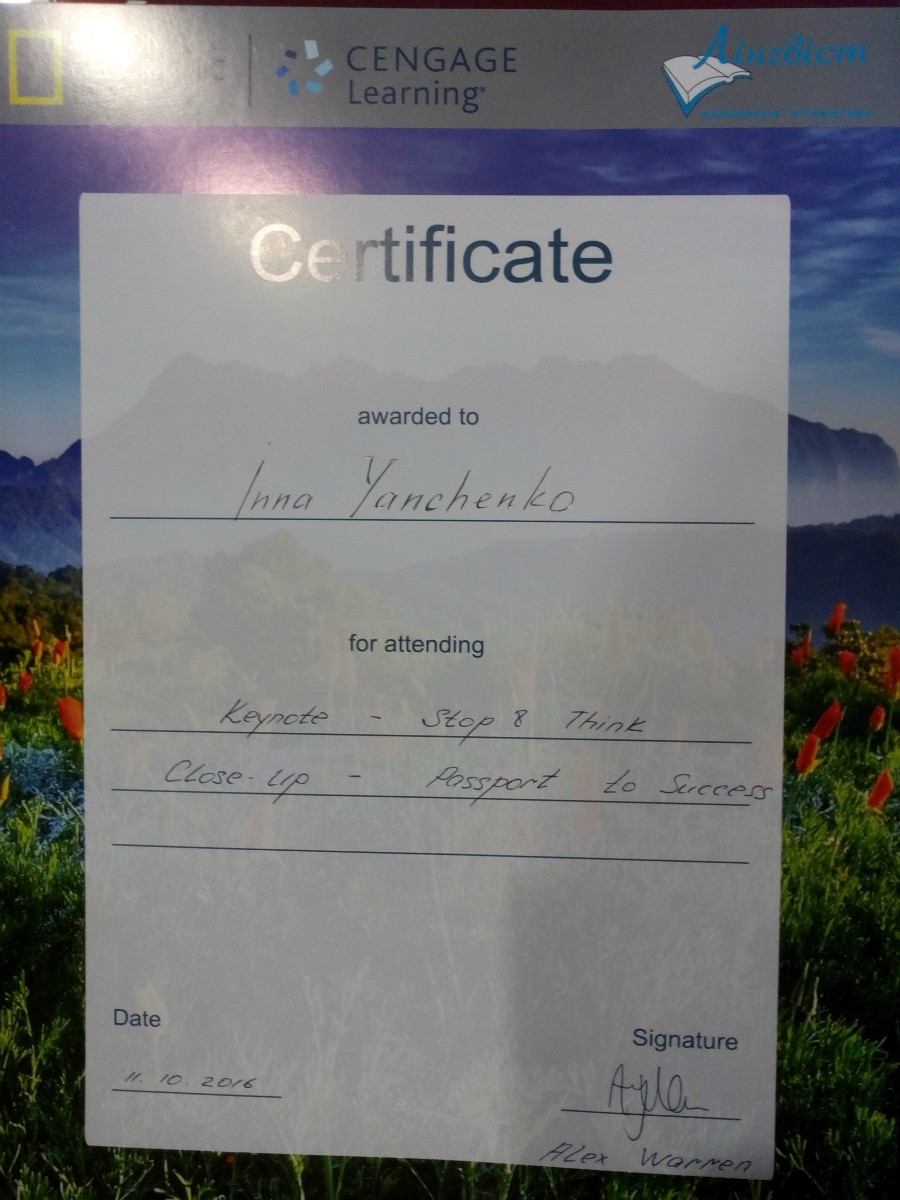 CENGAGE
Learning®
Лінгвіст
Certificate
awarded to
Inna Yanchenko
for attending
Keynote - Stop & Think
Close-up - Passport to Success
Date
Signature
11.10.2016
Alex Warren